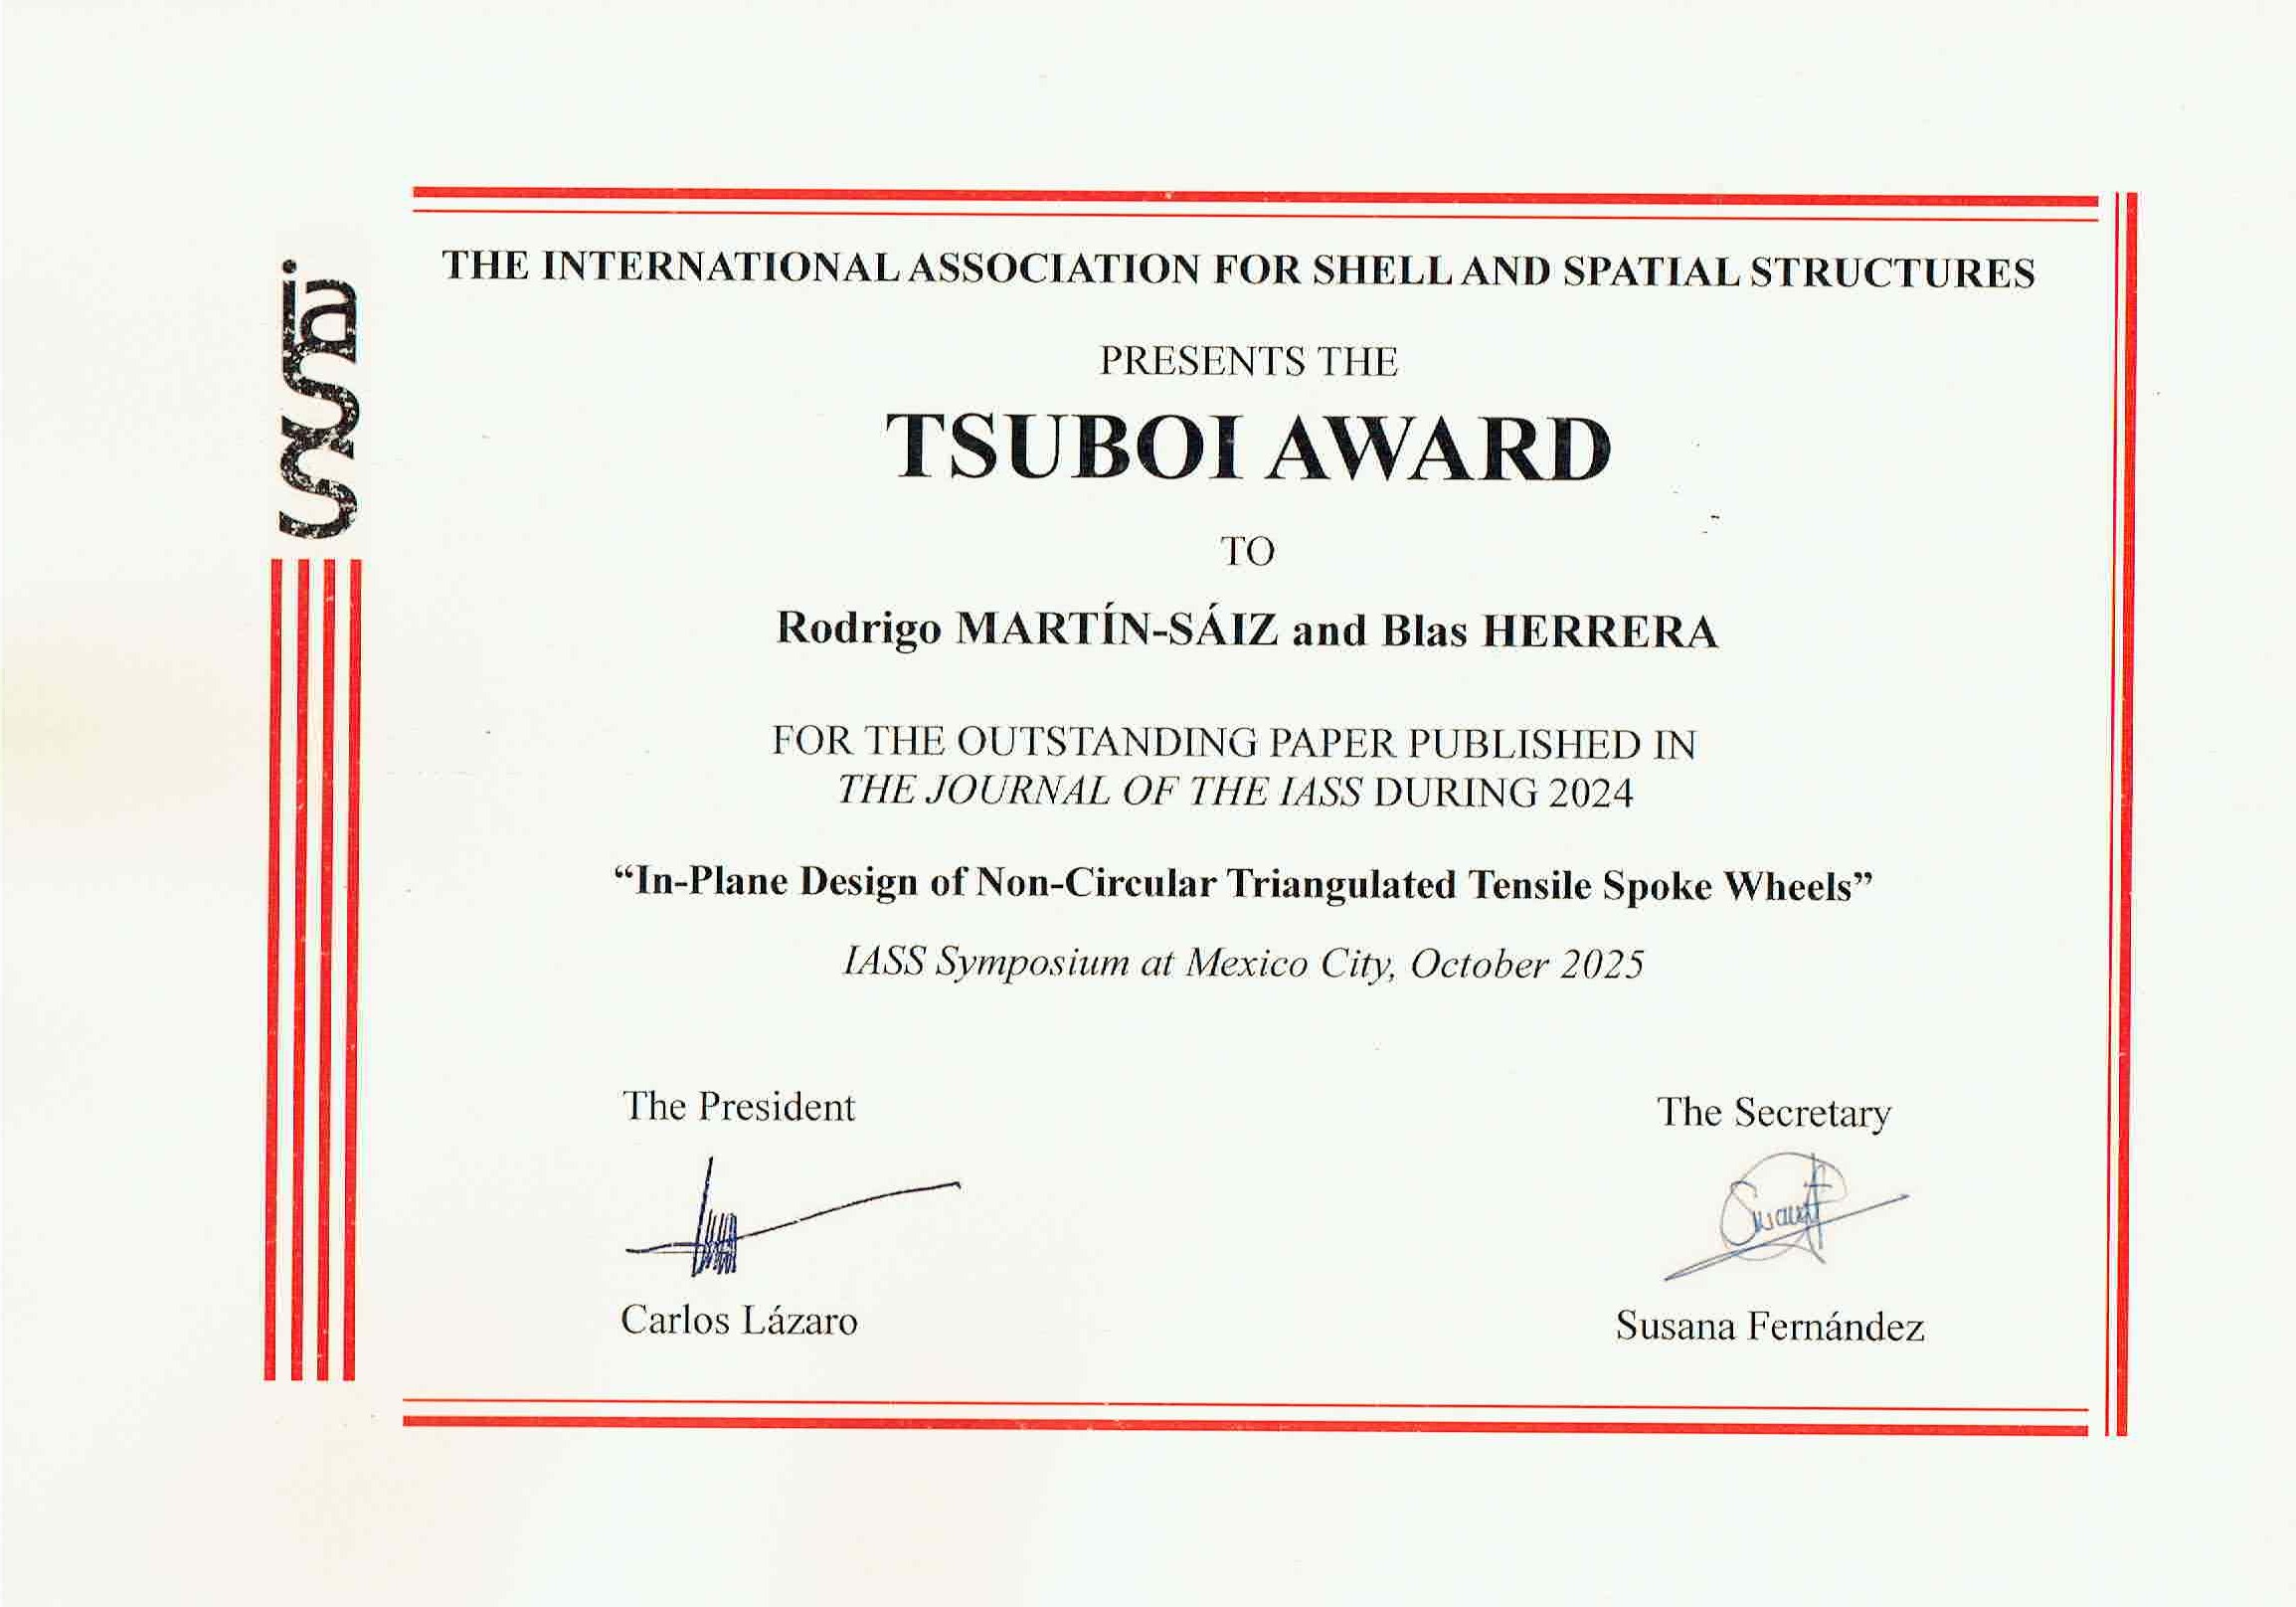 iass
THE INTERNATIONAL ASSOCIATION FOR SHELL AND SPATIAL STRUCTURES
PRESENTS THE
TSUBOI AWARD
TO
Rodrigo MARTÍN-SÁIZ and Blas HERRERA
FOR THE OUTSTANDING PAPER PUBLISHED IN
THE JOURNAL OF THE IASS DURING 2024
“In-Plane Design of Non-Circular Triangulated Tensile Spoke Wheels”
IASS Symposium at Mexico City, October 2025
The President
Carlos Lázaro
The Secretary
Susana Fernández